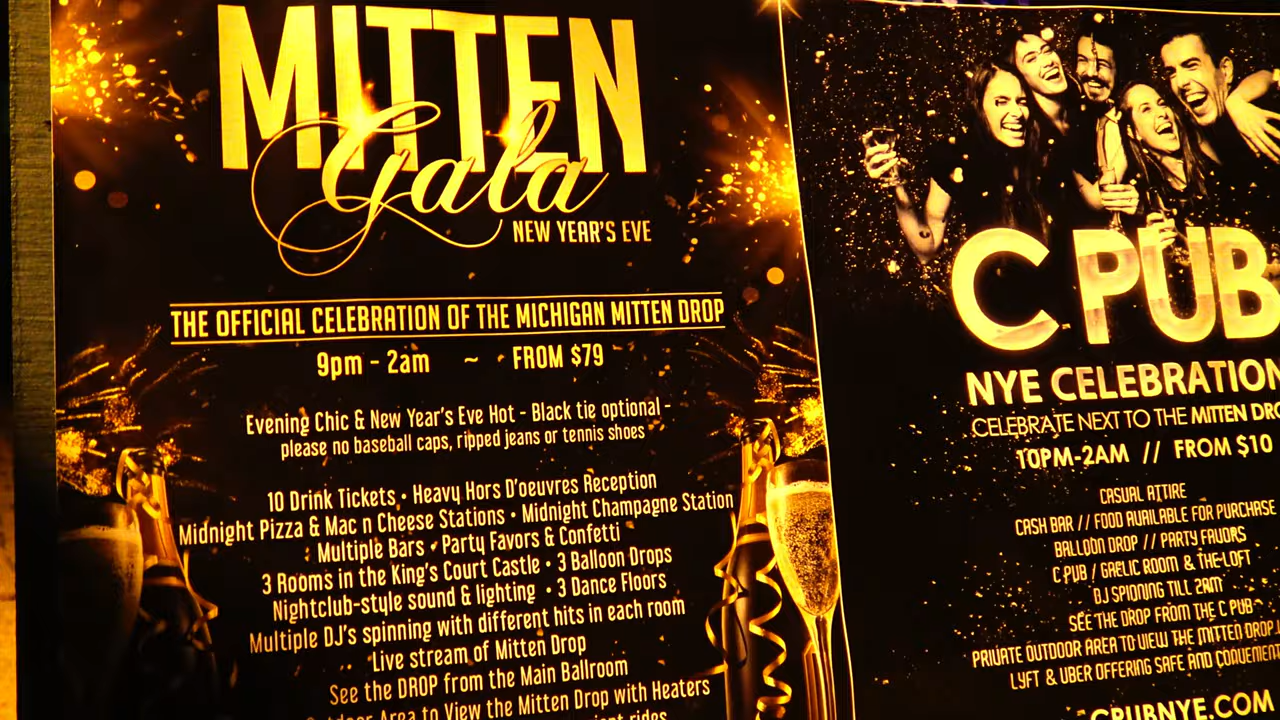 MITTEN
Gala
NEW YEAR'S EVE
THE OFFICIAL CELEBRATION OF THE MICHIGAN MITTEN DROP
9pm - 2am ~ FROM $79
Evening Chic & New Year's Eve Hot - Black tie optional -
please no baseball caps, ripped jeans or tennis shoes
10 Drink Tickets • Heavy Hors D'oeuvres Reception
Midnight Pizza & Mac n Cheese Stations • Midnight Champagne Station
Multiple Bars • Party Favors & Confetti
3 Rooms in the King's Court Castle • 3 Balloon Drops
Nightclub-style sound & lighting • 3 Dance Floors
Multiple DJ's spinning with different hits in each room
Live stream of Mitten Drop
See the DROP from the Main Ballroom
Area to View the Mitten Drop with Heaters
rides
C PUB
NYE CELEBRATION
CELEBRATE NEXT TO THE MITTEN
10PM-2AM // FROM $10
CASUAL ATTIRE
CASH BAR // FOOD AVAILABLE FOR PURCHASE
BALLOON DROP // PARTY FAVORS
C PUB / GAELIC ROOM & THE LOFT
DJ SPINNING TILL 2AM
SEE THE DROP FROM THE C PUB
PRIVATE OUTDOOR AREA TO VIEW THE MITTEN DROP
LYFT & UBER OFFERING SAFE AND CONVENIENT
CPUBNYE.COM